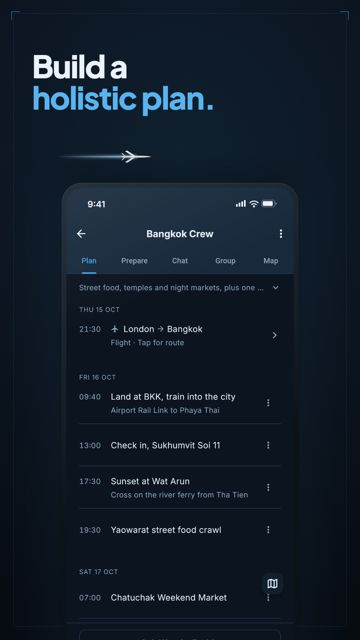 Build a
holistic plan.
9:41
Bangkok Crew
Plan Prepare Chat Group Map
Street food, temples and night markets, plus one ...
THU 15 OCT
21:30 London → Bangkok
Flight · Tap for route
FRI 16 OCT
09:40 Land at BKK, train into the city
Airport Rail Link to Phaya Thai
13:00 Check in, Sukhumvit Soi 11
17:30 Sunset at Wat Arun
Cross on the river ferry from Tha Tien
19:30 Yaowarat street food crawl
SAT 17 OCT
07:00 Chatuchak Weekend Market